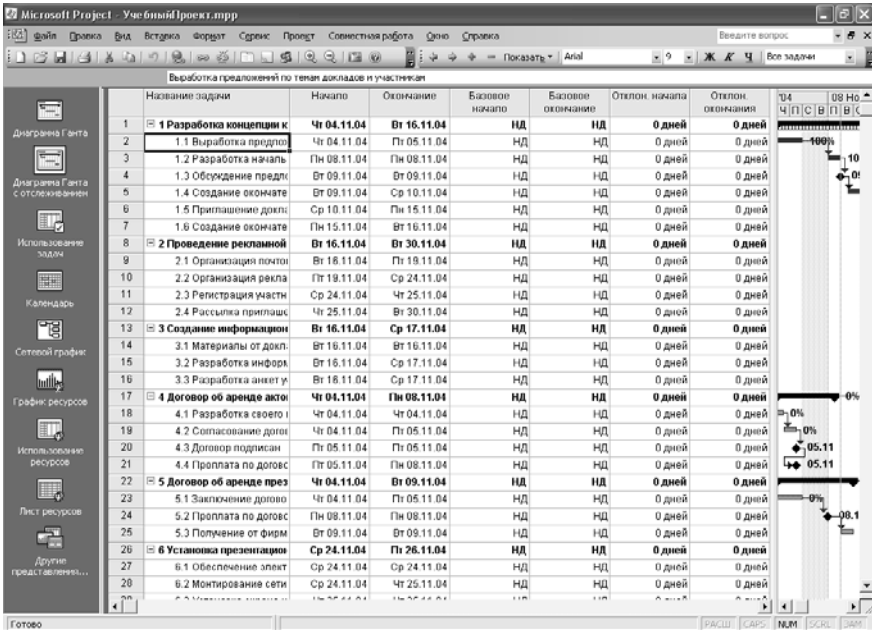 Microsoft Project - УчебныйПроект.mpp
Файл Правка Вид Вставка Формат Сервис Проект Совместная работа Окно Справка Введите вопрос
Показать Arial 9 Ж К Ч Все задачи
Выработка предложений по темам докладов и участникам
Название задачи Начало Окончание Базовое начало Базовое окончание Отклон. начала Отклон. окончания '04 08 Но
Ч П С В П В С
1 1 Разработка концепции к Чт 04.11.04 Вт 16.11.04 НД НД 0 дней 0 дней
2 1.1 Выработка предло Чт 04.11.04 Пт 05.11.04 НД НД 0 дней 0 дней 100%
3 1.2 Разработка началь Пн 08.11.04 Пн 08.11.04 НД НД 0 дней 0 дней 10
4 1.3 Обсуждение предло Вт 09.11.04 Вт 09.11.04 НД НД 0 дней 0 дней 09
5 1.4 Создание окончате Вт 09.11.04 Ср 10.11.04 НД НД 0 дней 0 дней
6 1.5 Приглашение докла Ср 10.11.04 Пн 15.11.04 НД НД 0 дней 0 дней
7 1.6 Создание окончате Пн 15.11.04 Вт 16.11.04 НД НД 0 дней 0 дней
8 2 Проведение рекламной Вт 16.11.04 Вт 30.11.04 НД НД 0 дней 0 дней
9 2.1 Организация почтов Вт 16.11.04 Пт 19.11.04 НД НД 0 дней 0 дней
10 2.2 Организация рекла Пт 19.11.04 Ср 24.11.04 НД НД 0 дней 0 дней
11 2.3 Регистрация участн Ср 24.11.04 Чт 25.11.04 НД НД 0 дней 0 дней
12 2.4 Рассылка приглаше Чт 25.11.04 Вт 30.11.04 НД НД 0 дней 0 дней
13 3 Создание информацион Вт 16.11.04 Ср 17.11.04 НД НД 0 дней 0 дней
14 3.1 Материалы от докл Вт 16.11.04 Вт 16.11.04 НД НД 0 дней 0 дней
15 3.2 Разработка информ Вт 16.11.04 Ср 17.11.04 НД НД 0 дней 0 дней
16 3.3 Разработка анкет у Вт 16.11.04 Ср 17.11.04 НД НД 0 дней 0 дней
17 4 Договор об аренде акто Чт 04.11.04 Пн 08.11.04 НД НД 0 дней 0 дней 0%
18 4.1 Разработка своего Чт 04.11.04 Чт 04.11.04 НД НД 0 дней 0 дней 0%
19 4.2 Согласование догов Чт 04.11.04 Пт 05.11.04 НД НД 0 дней 0 дней 0%
20 4.3 Договор подписан Пт 05.11.04 Пт 05.11.04 НД НД 0 дней 0 дней 05.11
21 4.4 Проплата по договс Пт 05.11.04 Пн 08.11.04 НД НД 0 дней 0 дней 05.11
22 5 Договор об аренде през Чт 04.11.04 Вт 09.11.04 НД НД 0 дней 0 дней
23 5.1 Заключение догово Чт 04.11.04 Пт 05.11.04 НД НД 0 дней 0 дней 0%
24 5.2 Проплата по договс Пн 08.11.04 Пн 08.11.04 НД НД 0 дней 0 дней 08.1
25 5.3 Получение от фирм Вт 09.11.04 Вт 09.11.04 НД НД 0 дней 0 дней
26 6 Установка презентацион Ср 24.11.04 Пт 26.11.04 НД НД 0 дней 0 дней
27 6.1 Обеспечение элект Ср 24.11.04 Ср 24.11.04 НД НД 0 дней 0 дней
28 6.2 Монтирование сети Ср 24.11.04 Чт 25.11.04 НД НД 0 дней 0 дней
Диаграмма Ганта
Диаграмма Ганта
с отслеживанием
Использование
задач
Календарь
Сетевой график
График ресурсов
Использование
ресурсов
Лист ресурсов
Другие
представления...
Готово РАСШ CAPS NUM SCRL ЗАМ